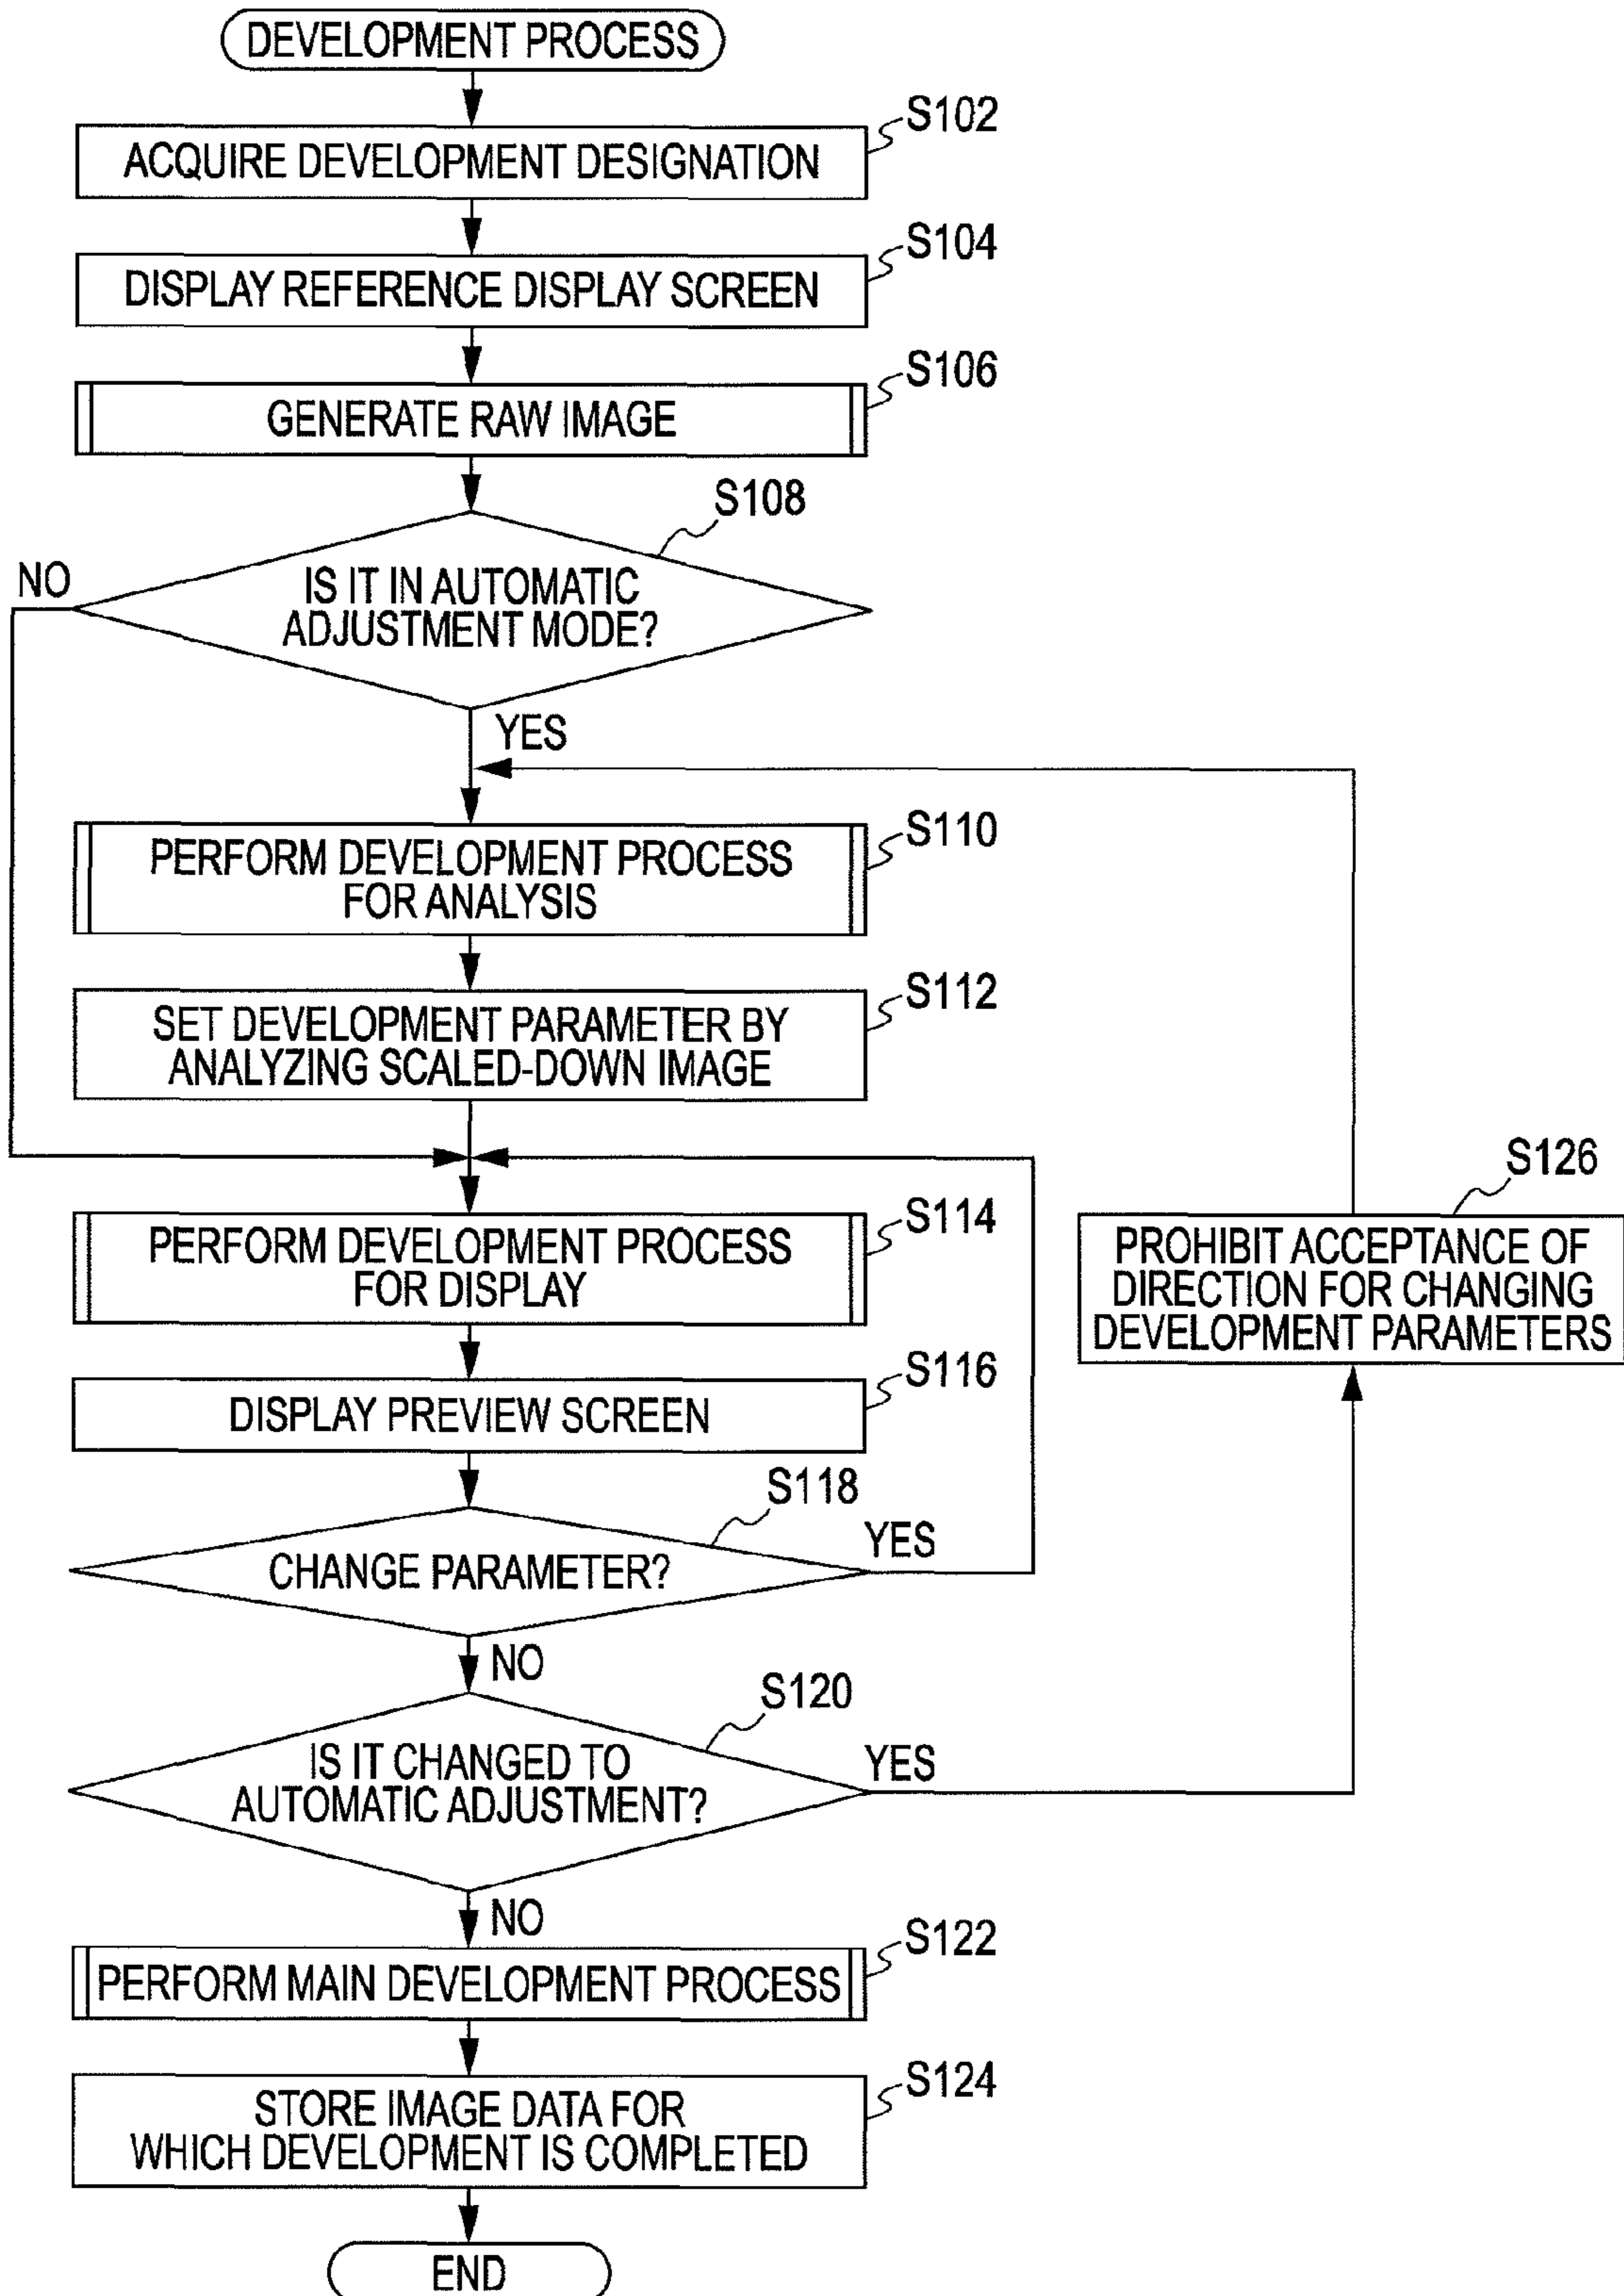 DEVELOPMENT PROCESS
S102
ACQUIRE DEVELOPMENT DESIGNATION
S104
DISPLAY REFERENCE DISPLAY SCREEN
S106
GENERATE RAW IMAGE
S108
NO
IS IT IN AUTOMATIC
ADJUSTMENT MODE?
YES
S110
PERFORM DEVELOPMENT PROCESS
FOR ANALYSIS
S112
SET DEVELOPMENT PARAMETER BY
ANALYZING SCALED-DOWN IMAGE
S126
PROHIBIT ACCEPTANCE OF
DIRECTION FOR CHANGING
DEVELOPMENT PARAMETERS
S114
PERFORM DEVELOPMENT PROCESS
FOR DISPLAY
S116
DISPLAY PREVIEW SCREEN
S118
CHANGE PARAMETER?
YES
NO
S120
IS IT CHANGED TO
AUTOMATIC ADJUSTMENT?
YES
NO
S122
PERFORM MAIN DEVELOPMENT PROCESS
S124
STORE IMAGE DATA FOR
WHICH DEVELOPMENT IS COMPLETED
END